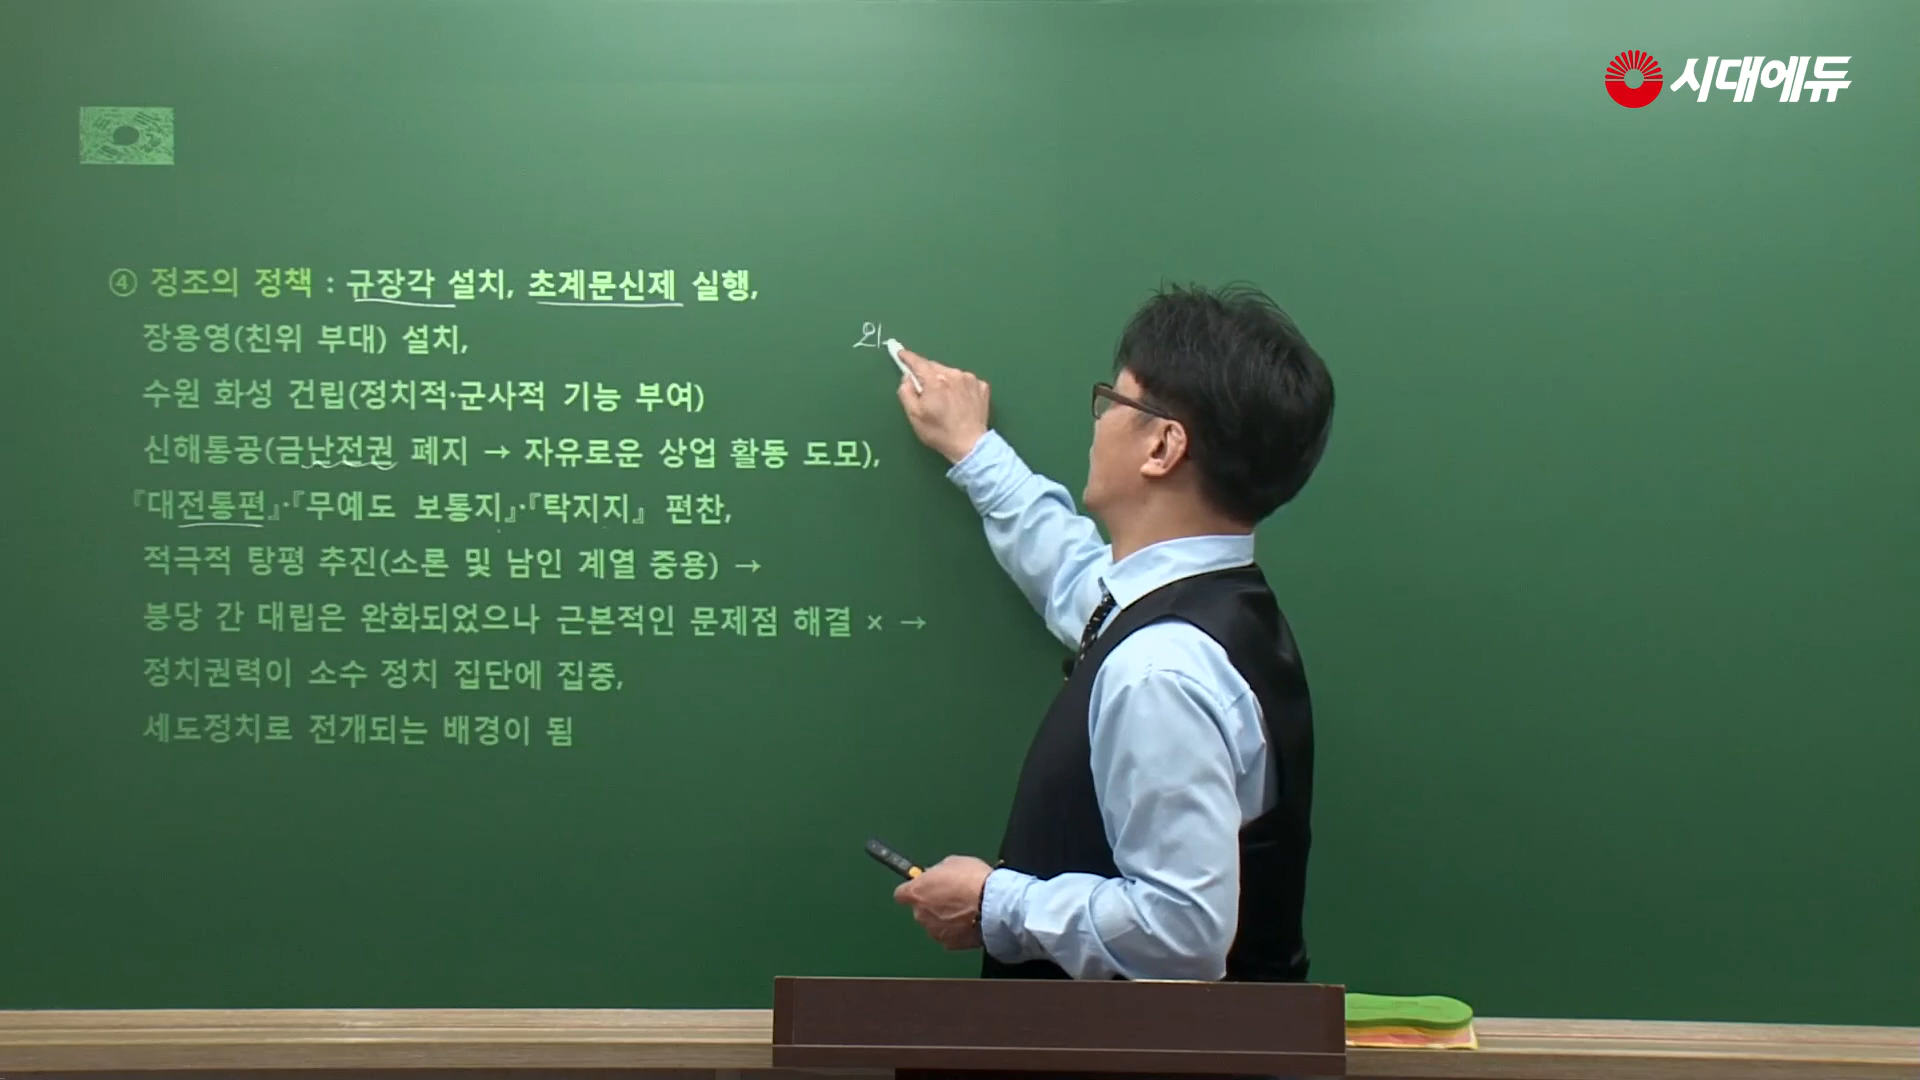 시대에듀
④ 정조의 정책 : 규장각 설치, 초계문신제 실행,
장용영(친위 부대) 설치,
외
수원 화성 건립(정치적·군사적 기능 부여)
신해통공(금난전권 폐지 → 자유로운 상업 활동 도모),
『대전통편』·『무예도 보통지』·『탁지지』 편찬,
적극적 탕평 추진(소론 및 남인 계열 중용) →
붕당 간 대립은 완화되었으나 근본적인 문제점 해결 × →
정치권력이 소수 정치 집단에 집중,
세도정치로 전개되는 배경이 됨